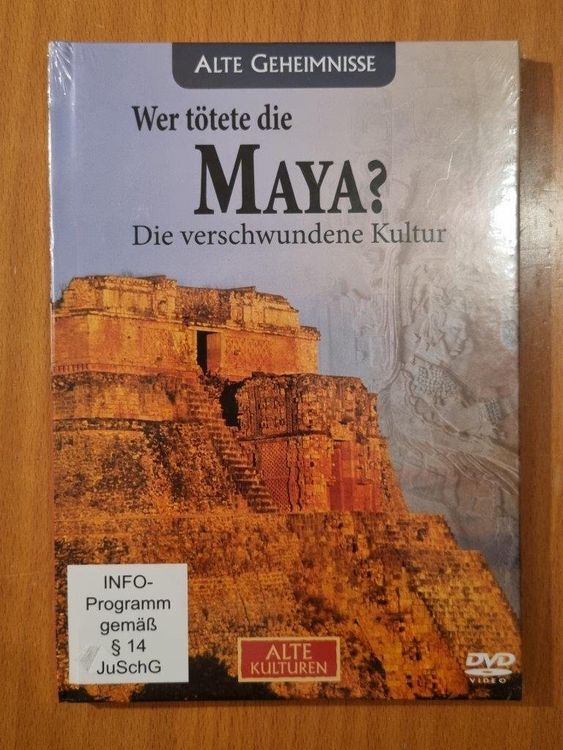 ALTE GEHEIMNISSE
Wer tötete die
MAYA?
Die verschwundene Kultur
INFO-
Programm
gemäß
§ 14
JuSchG
ALTE
KULTUREN
DVD
VIDEO